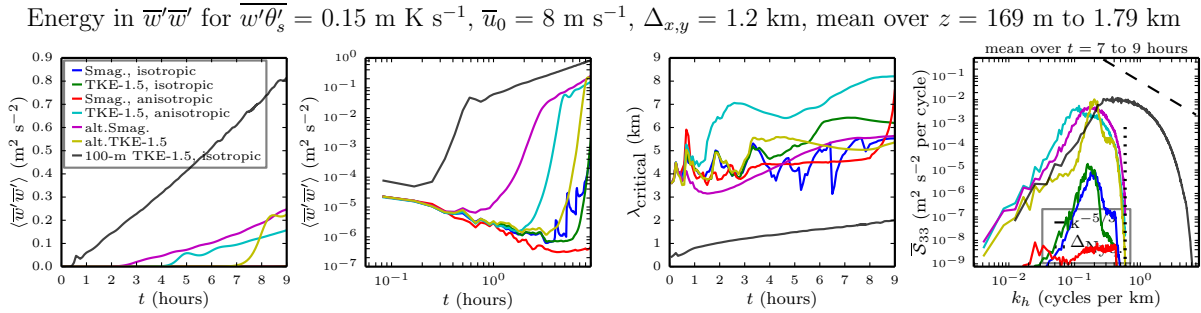 Energy in w̅'w̅' for w'θ'ₛ = 0.15 m K s⁻¹, u̅₀ = 8 m s⁻¹, Δx,y = 1.2 km, mean over z = 169 m to 1.79 km
mean over t = 7 to 9 hours
Smag., isotropic
TKE-1.5, isotropic
Smag., anisotropic
TKE-1.5, anisotropic
alt.Smag.
alt.TKE-1.5
100-m TKE-1.5, isotropic
⟨w̅'w̅'⟩ (m² s⁻²)
0.9
0.8
0.7
0.6
0.5
0.4
0.3
0.2
0.1
0.0
0 1 2 3 4 5 6 7 8 9
t (hours)
⟨w̅'w̅'⟩ (m² s⁻²)
10⁰
10⁻¹
10⁻²
10⁻³
10⁻⁴
10⁻⁵
10⁻⁶
10⁻⁷
10⁻¹ 10⁰
t (hours)
λcritical (km)
9
8
7
6
5
4
3
2
1
0
0 1 2 3 4 5 6 7 8 9
t (hours)
S̅₃₃ (m² s⁻² per cycle)
10⁻¹
10⁻²
10⁻³
10⁻⁴
10⁻⁵
10⁻⁶
10⁻⁷
10⁻⁸
10⁻⁹
k⁻⁵/³
10⁻² 10⁻¹ 10⁰
kₕ (cycles per km)